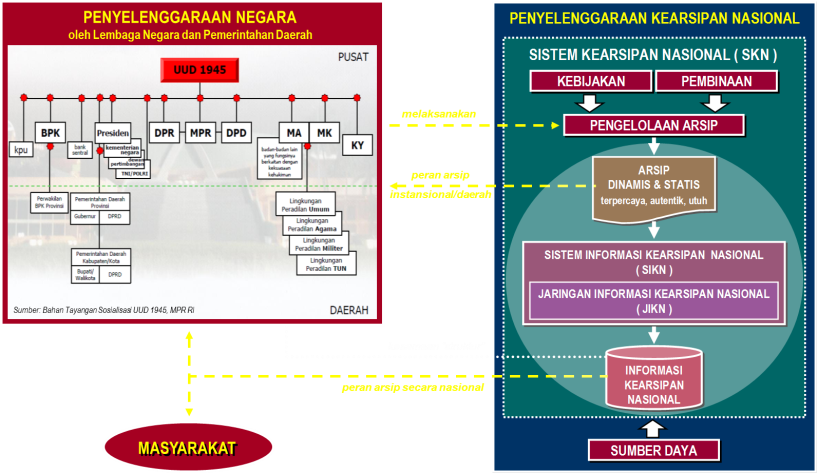 PENYELENGGARAAN NEGARA
oleh Lembaga Negara dan Pemerintahan Daerah
PUSAT
UUD 1945
kpu
BPK
bank
sentral
Presiden
kementerian
negara
dewan
pertimbangan
TNI/POLRI
DPR
MPR
DPD
MA
MK
KY
badan-badan lain
yang fungsinya
berkaitan dengan
kekuasaan
kehakiman
Perwakilan
BPK Provinsi
Pemerintahan Daerah
Provinsi
Gubernur
DPRD
Pemerintahan Daerah
Kabupaten/Kota
Bupati/
Walikota
DPRD
Lingkungan
Peradilan Umum
Lingkungan
Peradilan Agama
Lingkungan
Peradilan Militer
Lingkungan
Peradilan TUN
Sumber: Bahan Tayangan Sosialisasi UUD 1945, MPR RI
DAERAH
melaksanakan
peran arsip
instansional/daerah
peran arsip secara nasional
MASYARAKAT
PENYELENGGARAAN KEARSIPAN NASIONAL
SISTEM KEARSIPAN NASIONAL ( SKN )
KEBIJAKAN
PEMBINAAN
PENGELOLAAN ARSIP
ARSIP
DINAMIS & STATIS
terpercaya, autentik, utuh
SISTEM INFORMASI KEARSIPAN NASIONAL
( SIKN )
JARINGAN INFORMASI KEARSIPAN NASIONAL
( JIKN )
INFORMASI
KEARSIPAN
NASIONAL
SUMBER DAYA